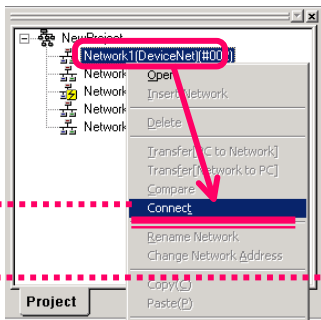 NewProject
Network1(DeviceNet)(#00
Network
Network
Network
Network
Open
Insert Network
Delete
Transfer[PC to Network]
Transfer[Network to PC]
Compare
Connect
Rename Network
Change Network Address
Copy(C)
Paste(P)
Project